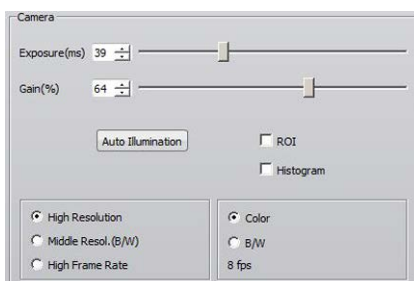 Camera
Exposure(ms) 39
Gain(%) 64
Auto Illumination
ROI
Histogram
High Resolution
Middle Resol.(B/W)
High Frame Rate
Color
B/W
8 fps